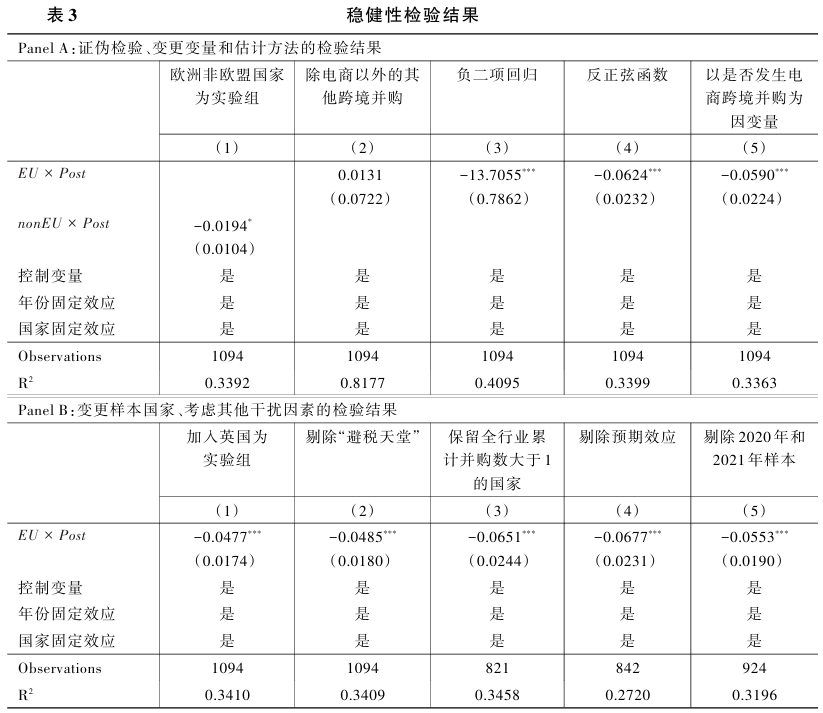 表 3 稳健性检验结果
Panel A:证伪检验、变更变量和估计方法的检验结果
欧洲非欧盟国家 除电商以外的其 负二项回归 反正弦函数 以是否发生电
为实验组 他跨境并购 商跨境并购为
因变量
（1） （2） （3） （4） （5）
EU × Post 0.0131 -13.7055*** -0.0624*** -0.0590***
（0.0722） （0.7862） （0.0232） （0.0224）
nonEU × Post -0.0194*
（0.0104）
控制变量 是 是 是 是 是
年份固定效应 是 是 是 是 是
国家固定效应 是 是 是 是 是
Observations 1094 1094 1094 1094 1094
R² 0.3392 0.8177 0.4095 0.3399 0.3363
Panel B:变更样本国家、考虑其他干扰因素的检验结果
加入英国为 剔除“避税天堂” 保留全行业累 剔除预期效应 剔除 2020 年和
实验组 计并购数大于 1 2021 年样本
的国家
（1） （2） （3） （4） （5）
EU × Post -0.0477*** -0.0485*** -0.0651*** -0.0677*** -0.0553***
（0.0174） （0.0180） （0.0244） （0.0231） （0.0190）
控制变量 是 是 是 是 是
年份固定效应 是 是 是 是 是
国家固定效应 是 是 是 是 是
Observations 1094 1094 821 842 924
R² 0.3410 0.3409 0.3458 0.2720 0.3196